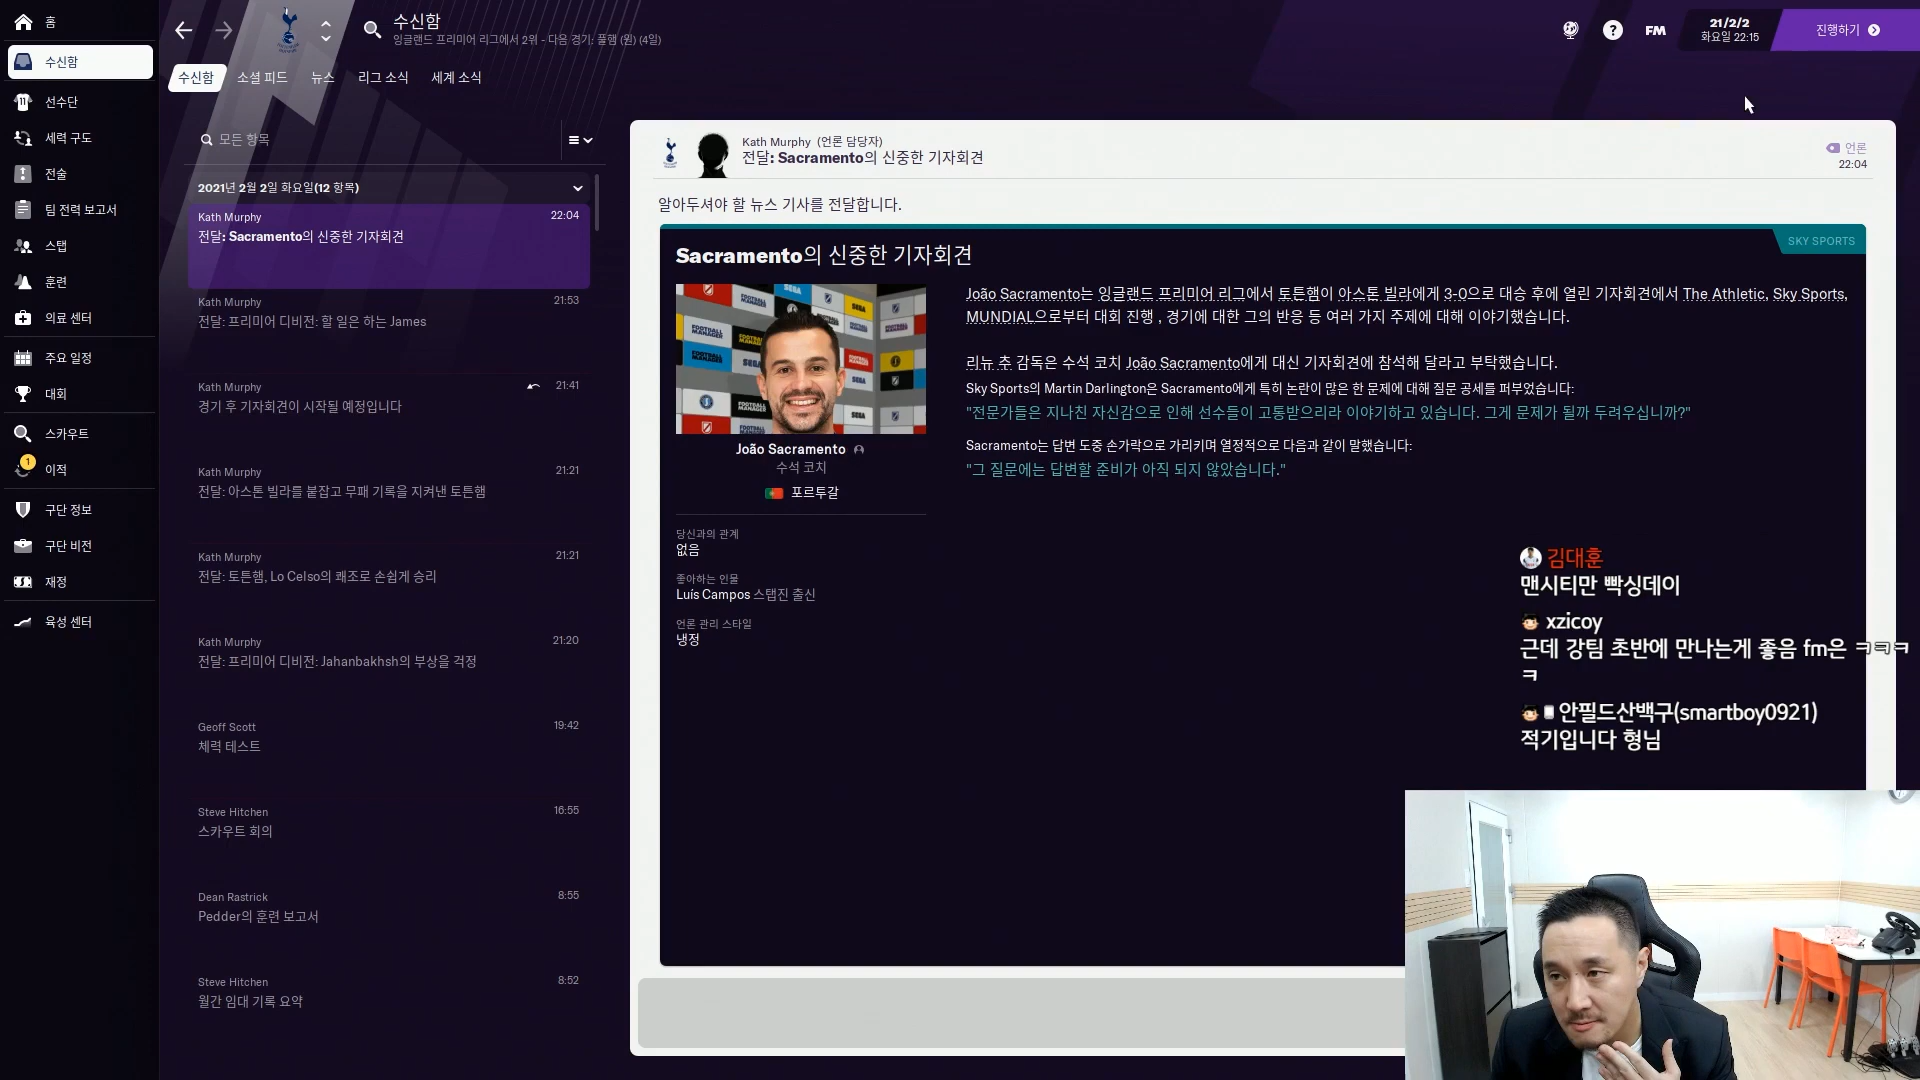 홈
수신함
선수단
세력 구도
전술
팀 전력 보고서
스탭
훈련
의료 센터
주요 일정
대회
스카우트
1
이적
구단 정보
구단 비전
재정
육성 센터
수신함
잉글랜드 프리미어 리그에서 2위 - 다음 경기: 풀햄 (원) (4일)
FM
21/2/2
화요일 22:15
진행하기
수신함
소셜 피드
뉴스
리그 소식
세계 소식
모든 항목
2021년 2월 2일 화요일(12 항목)
Kath Murphy
22:04
전달: Sacramento의 신중한 기자회견
Kath Murphy
21:53
전달: 프리미어 디비전: 할 일은 하는 James
Kath Murphy
21:41
경기 후 기자회견이 시작될 예정입니다
Kath Murphy
21:21
전달: 아스톤 빌라를 붙잡고 무패 기록을 지켜낸 토튼햄
Kath Murphy
21:21
전달: 토튼햄, Lo Celso의 쾌조로 손쉽게 승리
Kath Murphy
21:20
전달: 프리미어 디비전: Jahanbakhsh의 부상을 걱정
Geoff Scott
19:42
체력 테스트
Steve Hitchen
16:55
스카우트 회의
Dean Rastrick
8:55
Pedder의 훈련 보고서
Steve Hitchen
8:52
월간 임대 기록 요약
Kath Murphy (언론 담당자)
전달: Sacramento의 신중한 기자회견
언론
22:04
알아두셔야 할 뉴스 기사를 전달합니다.
SKY SPORTS
Sacramento의 신중한 기자회견
João Sacramento는 잉글랜드 프리미어 리그에서 토튼햄이 아스톤 빌라에게 3-0으로 대승 후에 열린 기자회견에서 The Athletic, Sky Sports,
MUNDIAL으로부터 대회 진행 , 경기에 대한 그의 반응 등 여러 가지 주제에 대해 이야기했습니다.
리뉴 츄 감독은 수석 코치 João Sacramento에게 대신 기자회견에 참석해 달라고 부탁했습니다.
Sky Sports의 Martin Darlington은 Sacramento에게 특히 논란이 많은 한 문제에 대해 질문 공세를 퍼부었습니다:
"전문가들은 지나친 자신감으로 인해 선수들이 고통받으리라 이야기하고 있습니다. 그게 문제가 될까 두려우십니까?"
Sacramento는 답변 도중 손가락으로 가리키며 열정적으로 다음과 같이 말했습니다:
"그 질문에는 답변할 준비가 아직 되지 않았습니다."
João Sacramento
수석 코치
포르투갈
당신과의 관계
없음
좋아하는 인물
Luís Campos 스탭진 출신
언론 관리 스타일
냉정
김대훈
맨시티만 빡싱데이
xzicoy
근데 강팀 초반에 만나는게 좋음 fm은 ㅋㅋㅋ
ㅋ
안필드산백구(smartboy0921)
적기입니다 형님